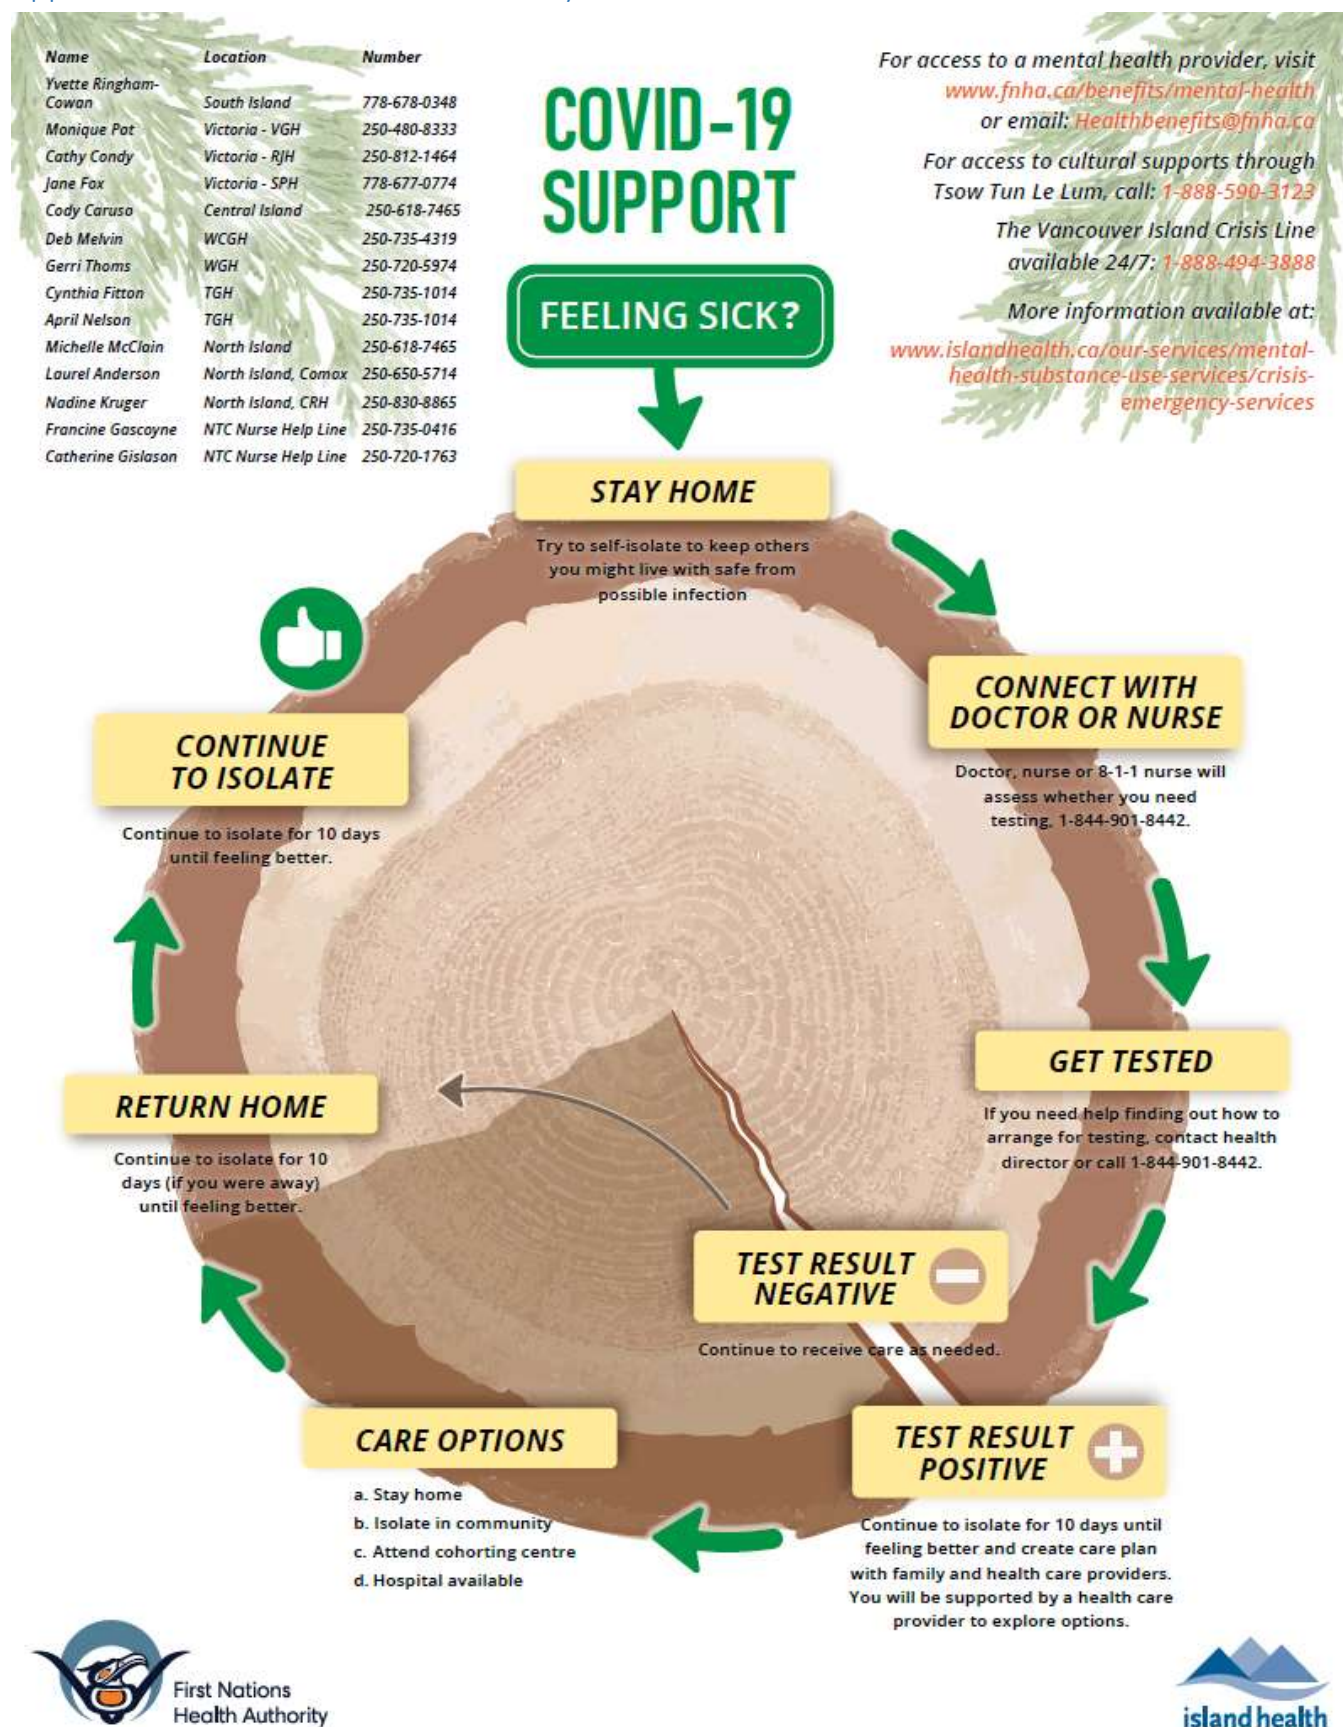 Name Location Number
Yvette Ringham-
Cowan South Island 778-678-0348
Monique Pat Victoria - VGH 250-480-8333
Cathy Condy Victoria - RJH 250-812-1464
Jane Fox Victoria - SPH 778-677-0774
Cody Caruso Central Island 250-618-7465
Deb Melvin WCGH 250-735-4319
Gerri Thoms WGH 250-720-5974
Cynthia Fitton TGH 250-735-1014
April Nelson TGH 250-735-1014
Michelle McClain North Island 250-618-7465
Laurel Anderson North Island, Comox 250-650-5714
Nadine Kruger North Island, CRH 250-830-8865
Francine Gascoyne NTC Nurse Help Line 250-735-0416
Catherine Gislason NTC Nurse Help Line 250-720-1763
COVID-19
SUPPORT
FEELING SICK?
For access to a mental health provider, visit
www.fnha.ca/benefits/mental-health
or email: Healthbenefits@fnha.ca
For access to cultural supports through
Tsow Tun Le Lum, call: 1-888-590-3123
The Vancouver Island Crisis Line
available 24/7: 1-888-494-3888
More information available at:
www.islandhealth.ca/our-services/mental-
health-substance-use-services/crisis-
emergency-services
STAY HOME
Try to self-isolate to keep others
you might live with safe from
possible infection
CONNECT WITH
DOCTOR OR NURSE
Doctor, nurse or 8-1-1 nurse will
assess whether you need
testing, 1-844-901-8442.
GET TESTED
If you need help finding out how to
arrange for testing, contact health
director or call 1-844-901-8442.
TEST RESULT
NEGATIVE
Continue to receive care as needed.
TEST RESULT
POSITIVE
Continue to isolate for 10 days until
feeling better and create care plan
with family and health care providers.
You will be supported by a health care
provider to explore options.
CARE OPTIONS
a. Stay home
b. Isolate in community
c. Attend cohorting centre
d. Hospital available
RETURN HOME
Continue to isolate for 10
days (if you were away)
until feeling better.
CONTINUE
TO ISOLATE
Continue to isolate for 10 days
until feeling better.
First Nations
Health Authority
island health